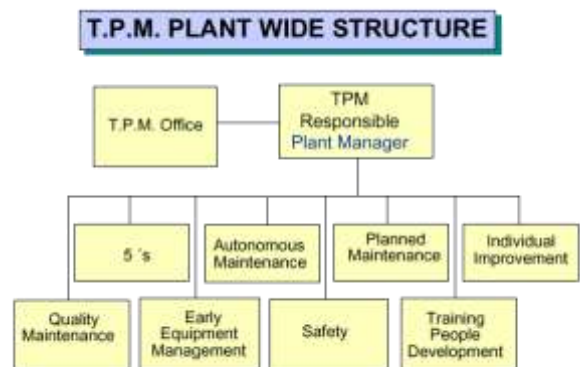 T.P.M. PLANT WIDE STRUCTURE
T.P.M. Office
TPM
Responsible
Plant Manager
5 ´s
Autonomous
Maintenance
Planned
Maintenance
Individual
Improvement
Quality
Maintenance
Early
Equipment
Management
Safety
Training
People
Development